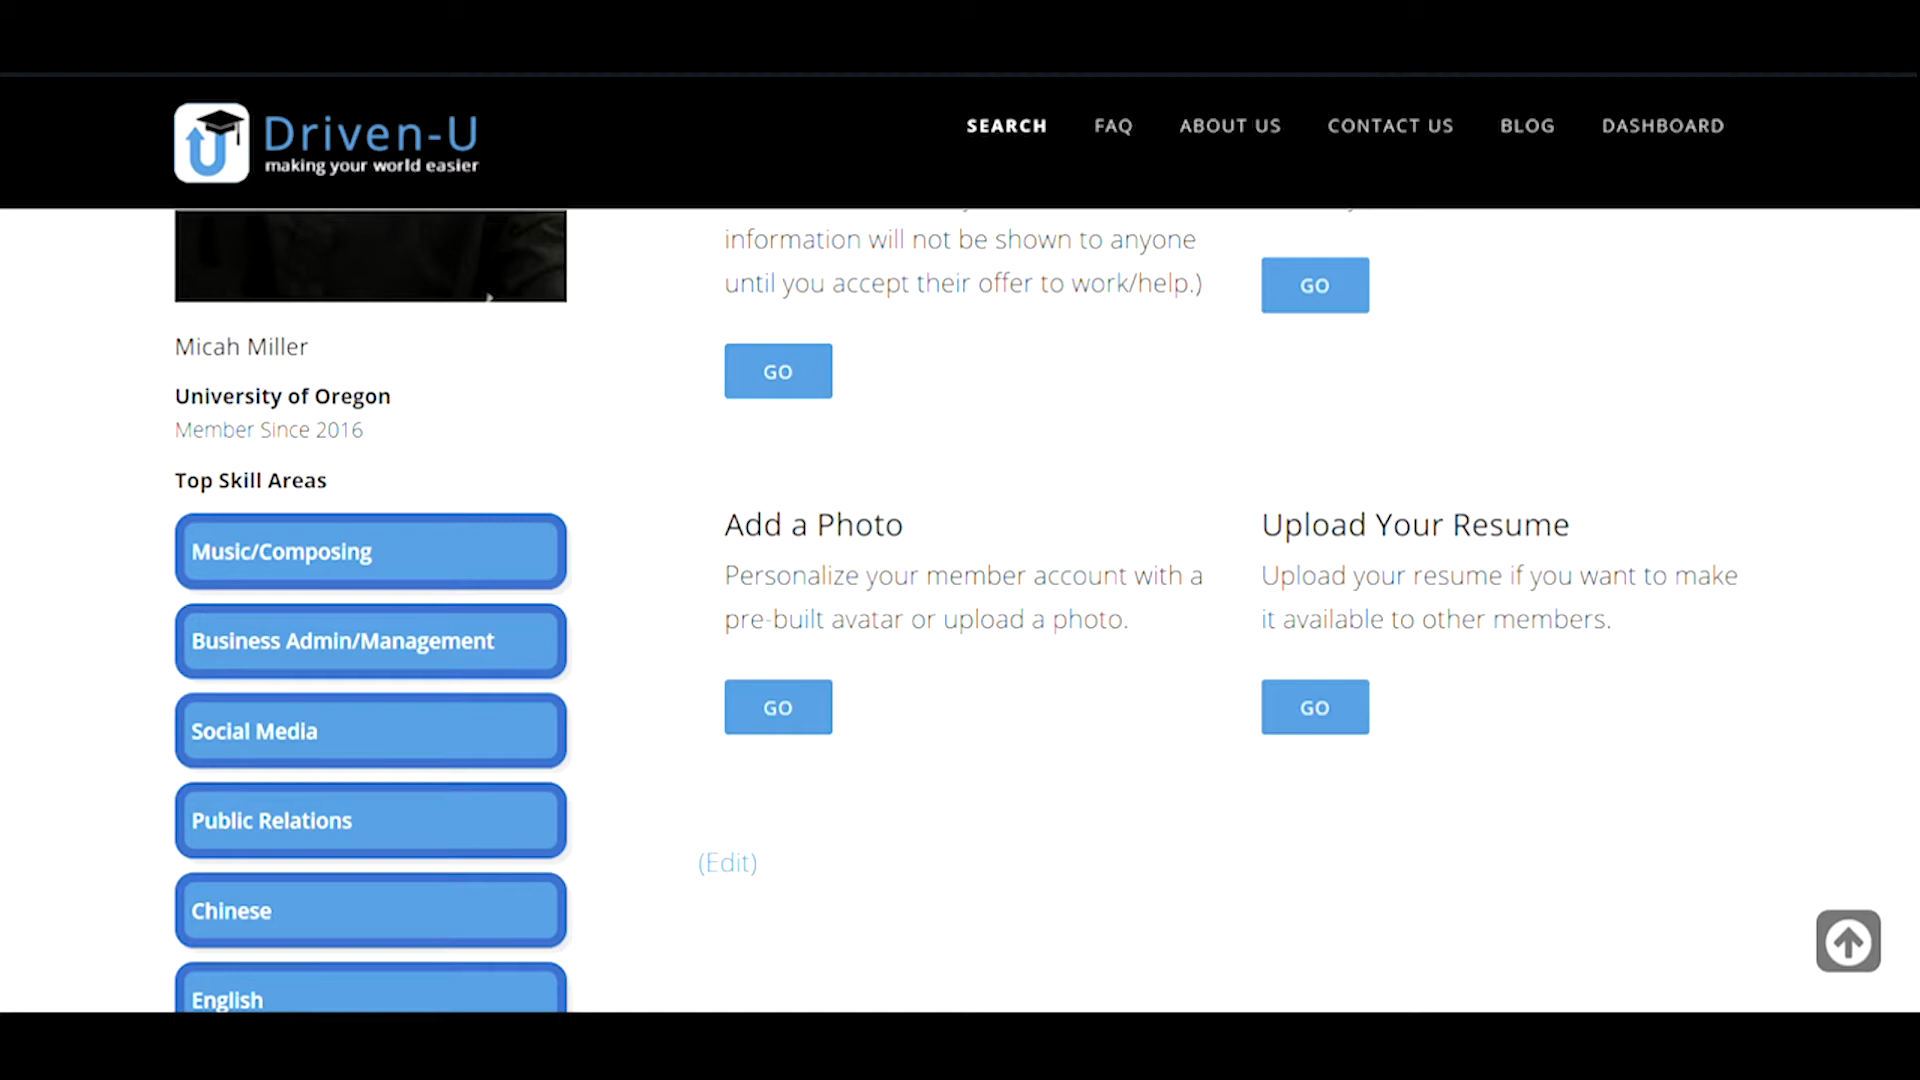 Driven-U
making your world easier
SEARCH FAQ ABOUT US CONTACT US BLOG DASHBOARD
Micah Miller
University of Oregon
Member Since 2016
Top Skill Areas
Music/Composing
Business Admin/Management
Social Media
Public Relations
Chinese
English
information will not be shown to anyone
until you accept their offer to work/help.)
GO
GO
Add a Photo
Personalize your member account with a
pre-built avatar or upload a photo.
GO
Upload Your Resume
Upload your resume if you want to make
it available to other members.
GO
(Edit)